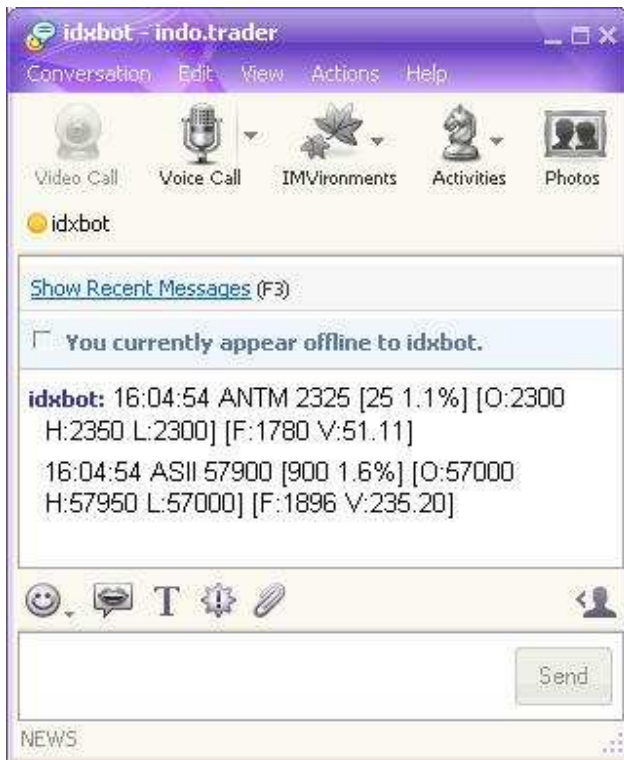 idxbot - indo.trader
Conversation Edit View Actions Help
Video Call Voice Call IMVironments Activities Photos
idxbot
Show Recent Messages (F3)
You currently appear offline to idxbot.
idxbot: 16:04:54 ANTM 2325 [25 1.1%] [O:2300
H:2350 L:2300] [F:1780 V:51.11]
16:04:54 ASII 57900 [900 1.6%] [O:57000
H:57950 L:57000] [F:1896 V:235.20]
T
Send
NEWS